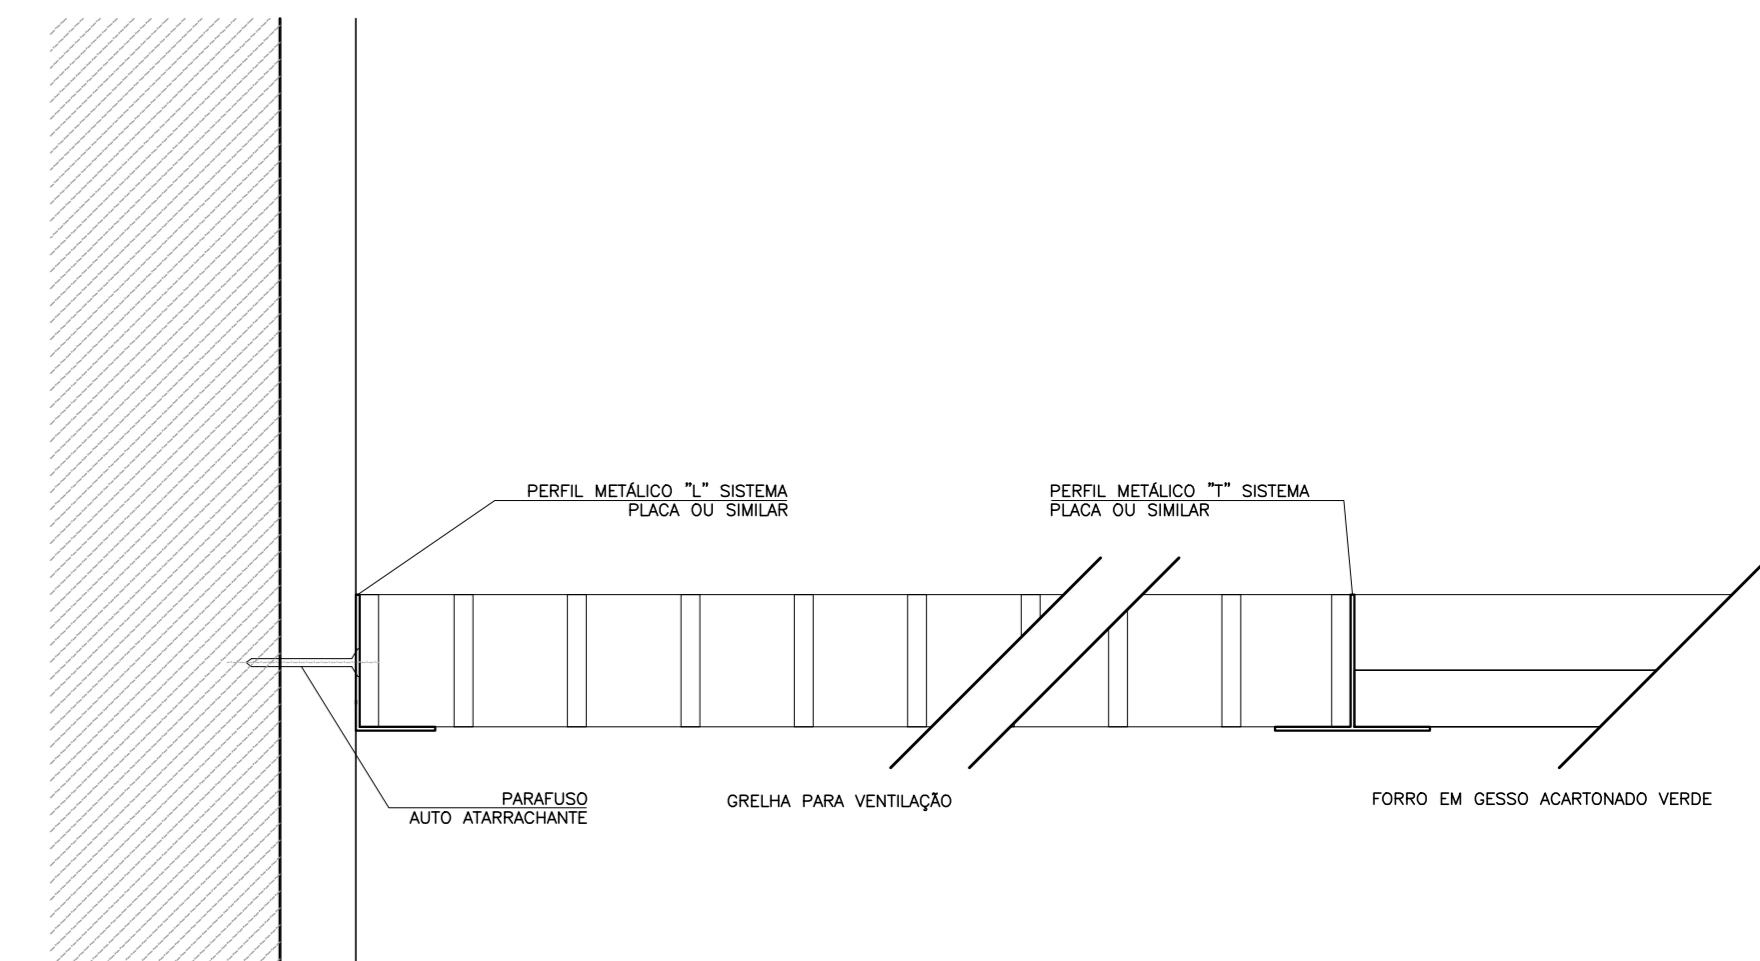 PERFIL METÁLICO "L" SISTEMA
PLACA OU SIMILAR
PERFIL METÁLICO "T" SISTEMA
PLACA OU SIMILAR
PARAFUSO
AUTO ATARRACHANTE
GRELHA PARA VENTILAÇÃO
FORRO EM GESSO ACARTONADO VERDE